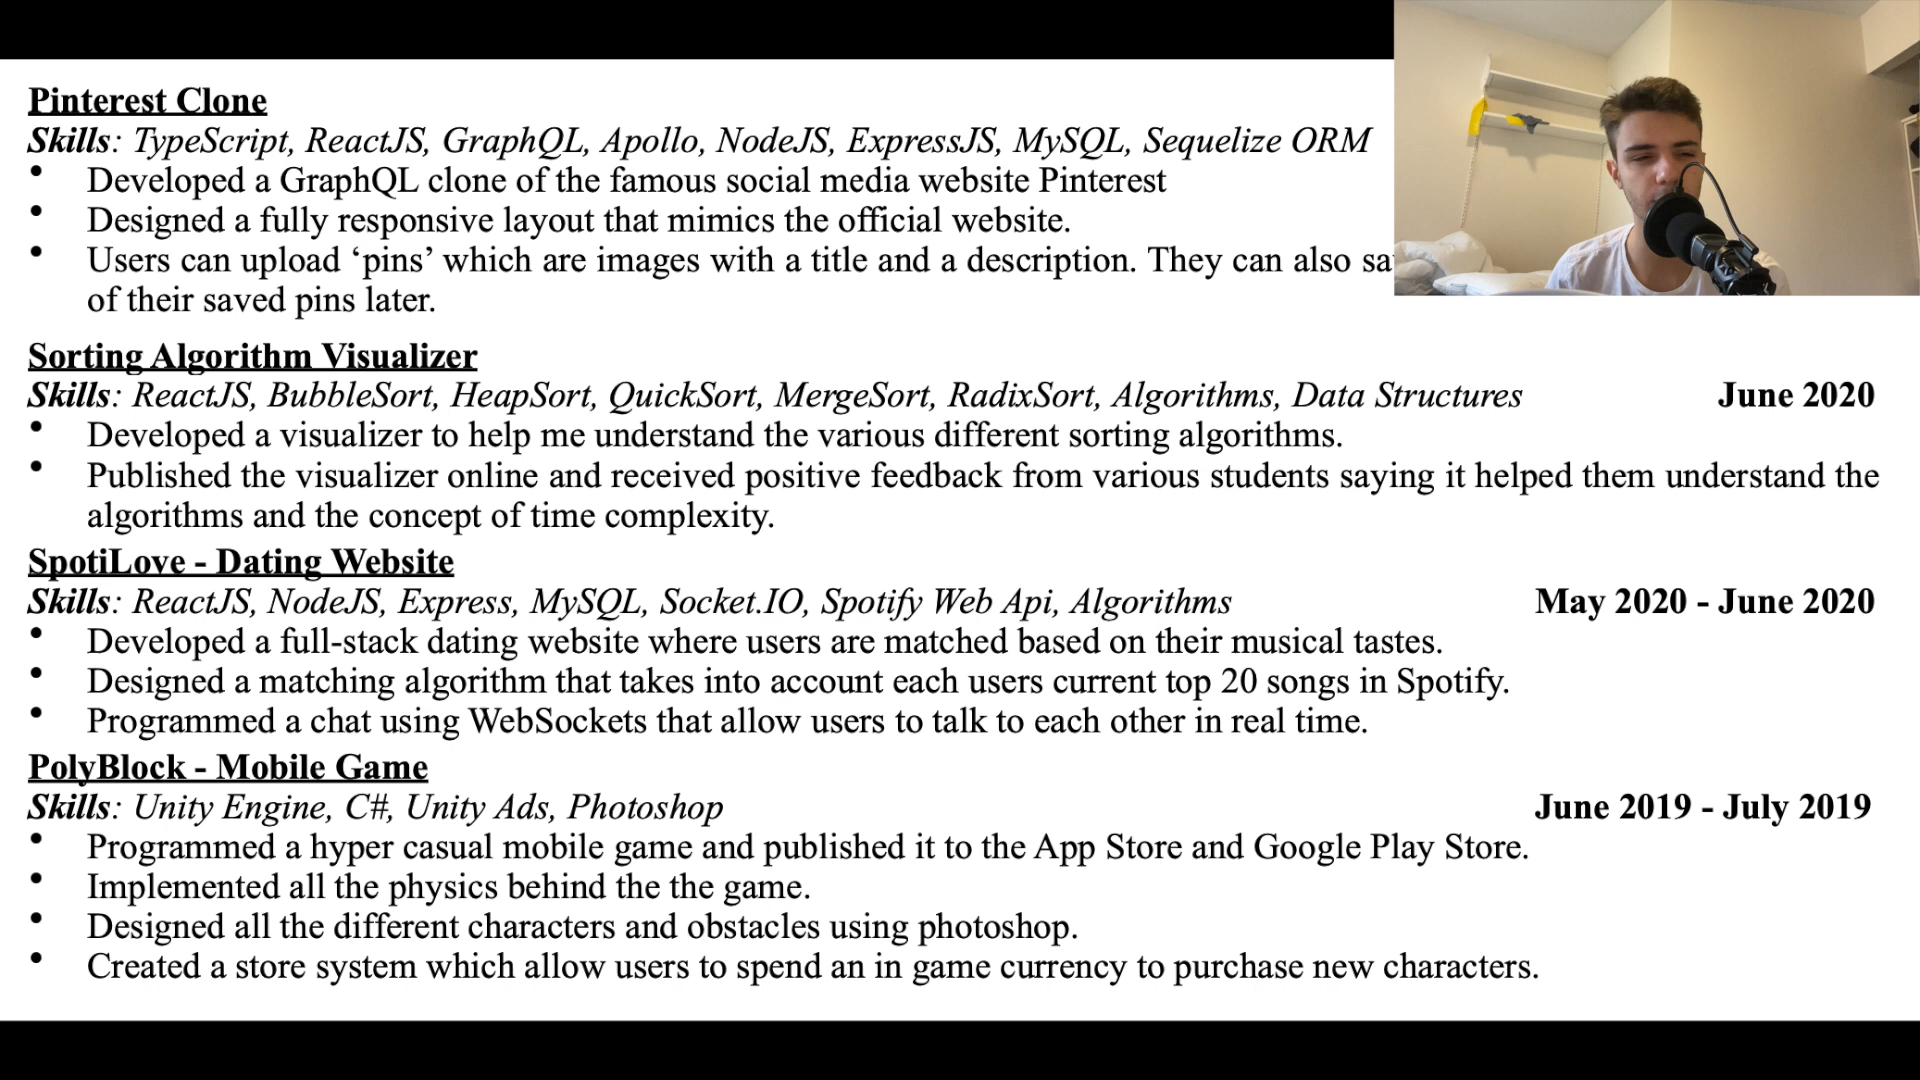 Pinterest Clone
Skills: TypeScript, ReactJS, GraphQL, Apollo, NodeJS, ExpressJS, MySQL, Sequelize ORM
• Developed a GraphQL clone of the famous social media website Pinterest
• Designed a fully responsive layout that mimics the official website.
• Users can upload ‘pins’ which are images with a title and a description. They can also
of their saved pins later.
Sorting Algorithm Visualizer
Skills: ReactJS, BubbleSort, HeapSort, QuickSort, MergeSort, RadixSort, Algorithms, Data Structures June 2020
• Developed a visualizer to help me understand the various different sorting algorithms.
• Published the visualizer online and received positive feedback from various students saying it helped them understand the
algorithms and the concept of time complexity.
SpotiLove - Dating Website
Skills: ReactJS, NodeJS, Express, MySQL, Socket.IO, Spotify Web Api, Algorithms May 2020 - June 2020
• Developed a full-stack dating website where users are matched based on their musical tastes.
• Designed a matching algorithm that takes into account each users current top 20 songs in Spotify.
• Programmed a chat using WebSockets that allow users to talk to each other in real time.
PolyBlock - Mobile Game
Skills: Unity Engine, C#, Unity Ads, Photoshop June 2019 - July 2019
• Programmed a hyper casual mobile game and published it to the App Store and Google Play Store.
• Implemented all the physics behind the the game.
• Designed all the different characters and obstacles using photoshop.
• Created a store system which allow users to spend an in game currency to purchase new characters.